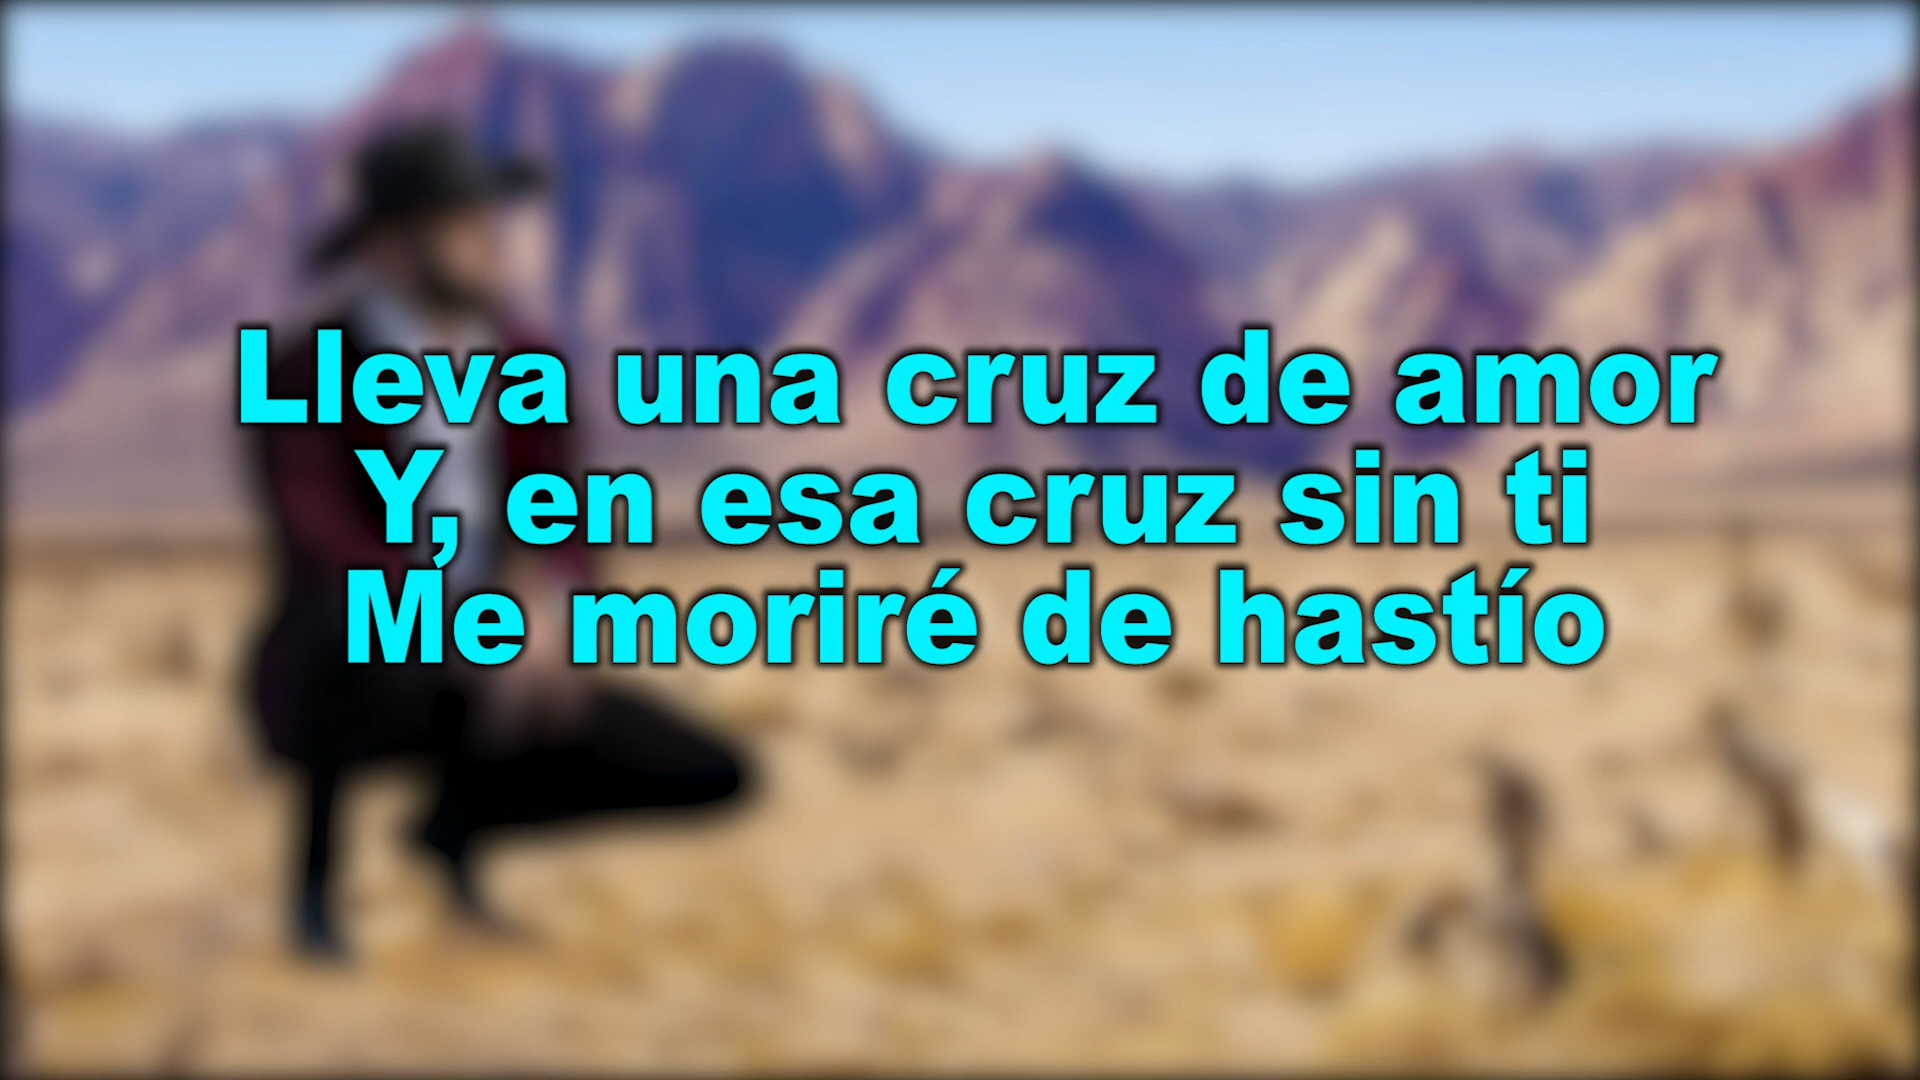 Lleva una cruz de amor
Y, en esa cruz sin ti
Me moriré de hastío